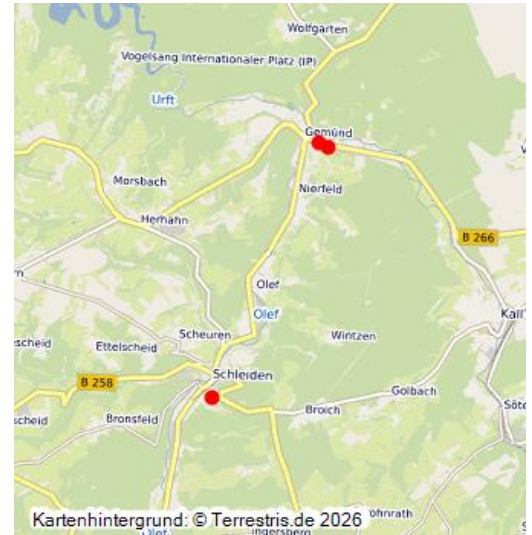 Wolfgarten
Vogelsang Internationaler Platz (IP)
Urft
Gemünd
Morsbach
Nierfeld
Herhahn
B 266
Olef
Olef
Kall
Scheuren
Wintzen
Ettelscheid
scheid
Schleiden
B 258
Golbach
Bronsfeld
Broich
scheid
Söte
Kartenhintergrund: © Terrestris.de 2026